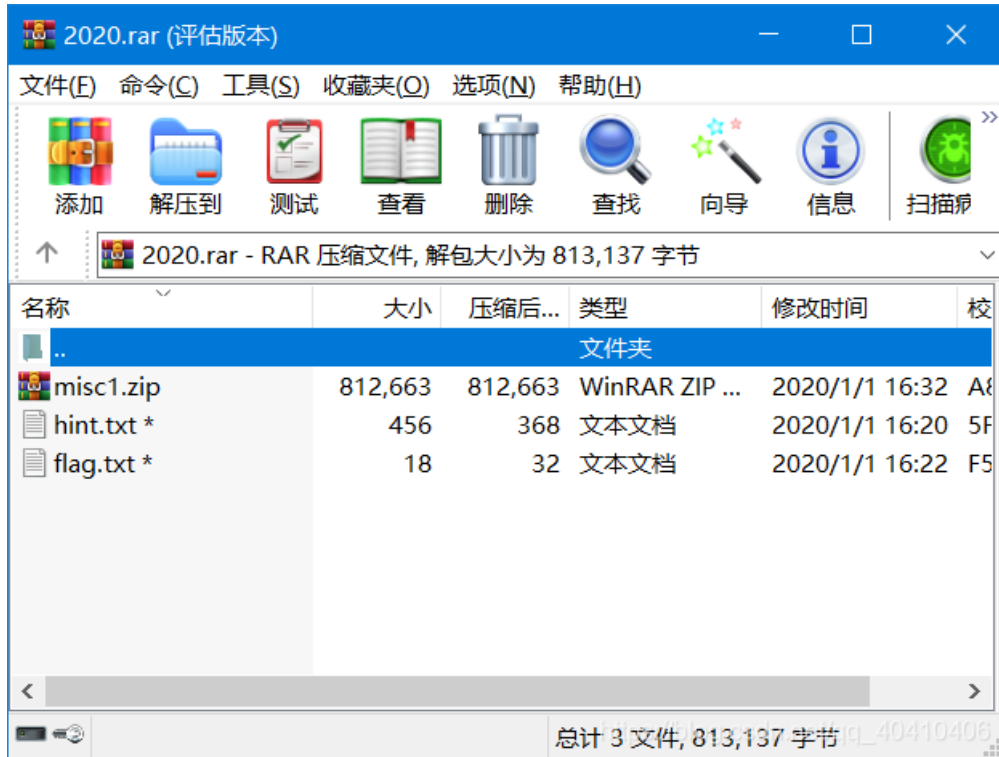 2020.rar (评估版本)
文件(F) 命令(C) 工具(S) 收藏夹(O) 选项(N) 帮助(H)
添加 解压到 测试 查看 删除 查找 向导 信息 扫描病
2020.rar - RAR 压缩文件, 解包大小为 813,137 字节
名称 大小 压缩后... 类型 修改时间 校
.. 文件夹
misc1.zip 812,663 812,663 WinRAR ZIP ... 2020/1/1 16:32 A8
hint.txt * 456 368 文本文档 2020/1/1 16:20 5F
flag.txt * 18 32 文本文档 2020/1/1 16:22 F5
总计 3 文件, 813,137 字节
https://blog.csdn.net/qq_40410406